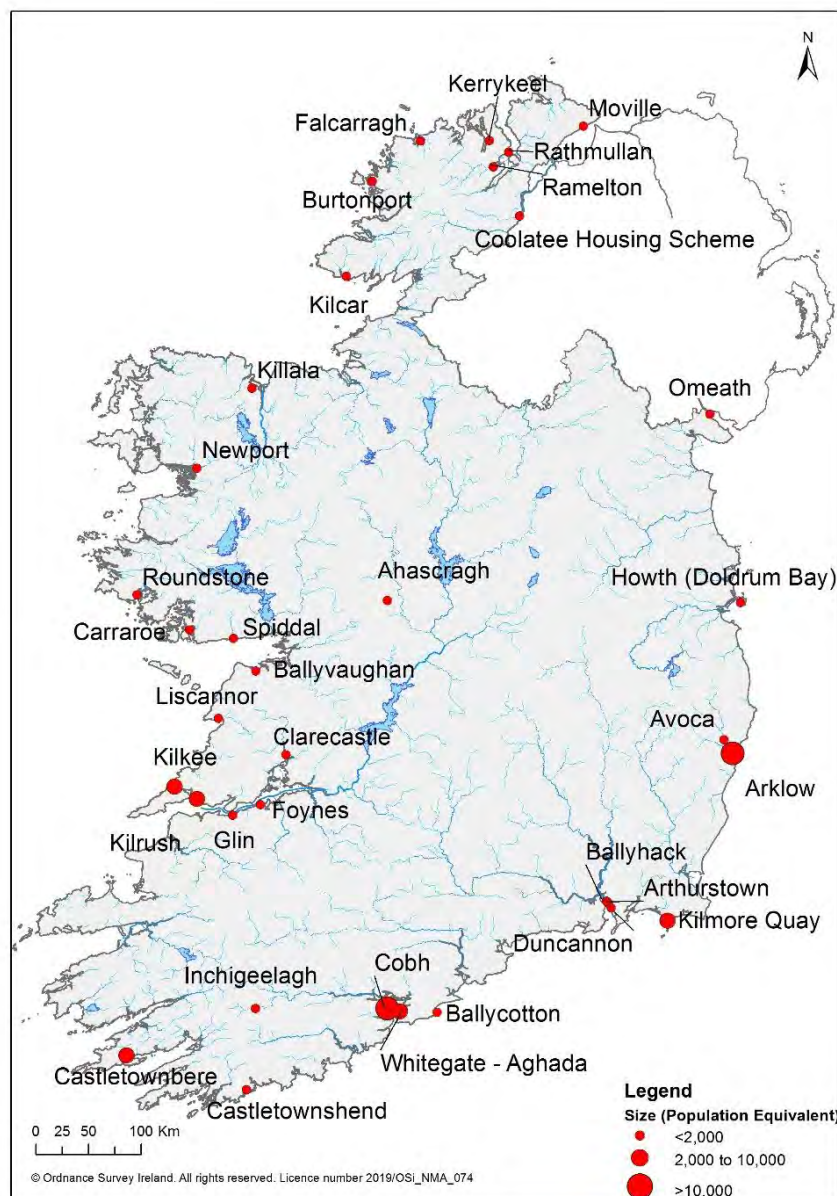 N
Kerrykeel
Moville
Falcarragh
Rathmullan
Ramelton
Burtonport
Coolatee Housing Scheme
Kilcar
Killala
Omeath
Newport
Roundstone
Ahascragh
Howth (Doldrum Bay)
Carraroe
Spiddal
Ballyvaughan
Liscannor
Avoca
Clarecastle
Kilkee
Arklow
Foynes
Kilrush
Glin
Ballyhack
Arthurstown
Kilmore Quay
Duncannon
Inchigeelagh
Cobh
Ballycotton
Whitegate - Aghada
Castletownbere
Castletownshend
Legend
Size (Population Equivalent)
<2,000
2,000 to 10,000
>10,000
0 25 50 100 Km
© Ordnance Survey Ireland. All rights reserved. Licence number 2019/OSi_NMA_074